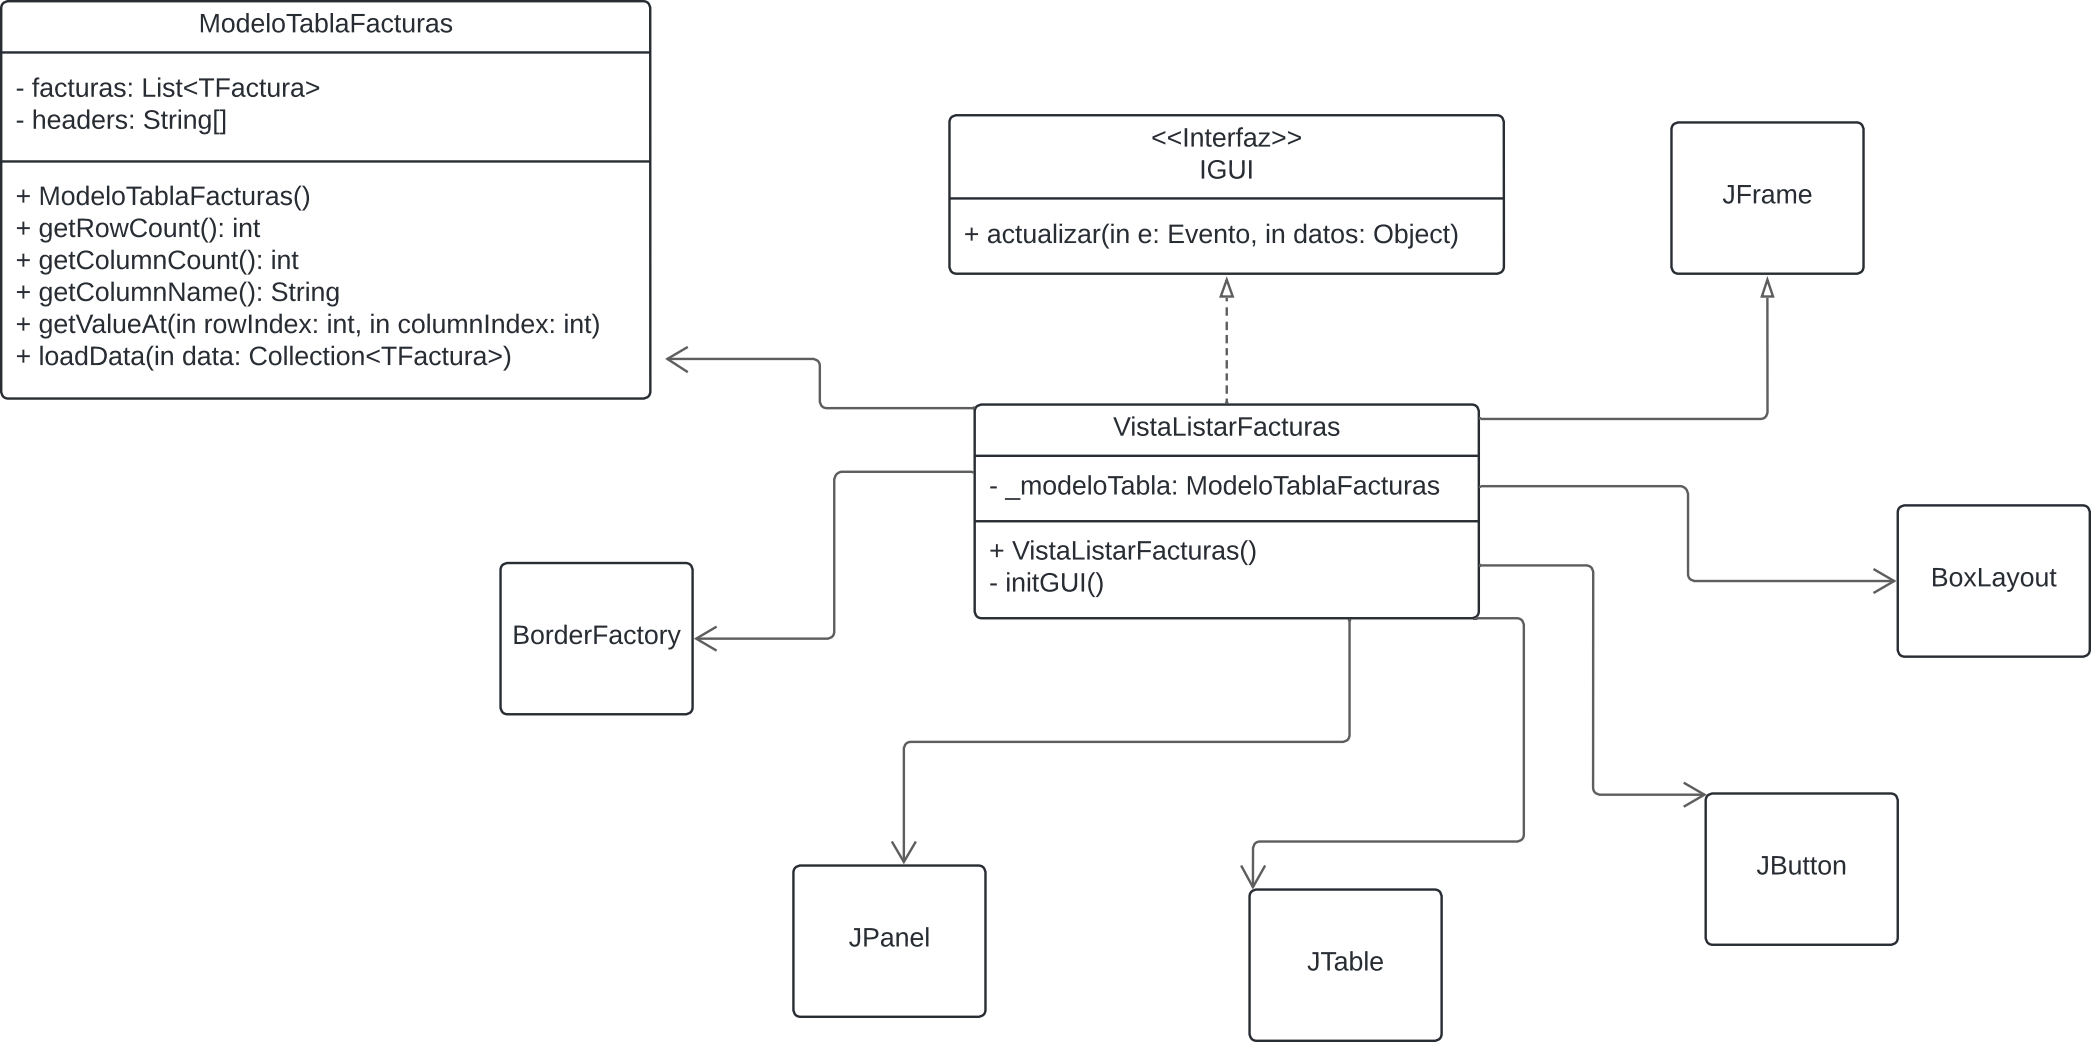 ModeloTablaFacturas
- facturas: List<TFactura>
- headers: String[]
+ ModeloTablaFacturas()
+ getRowCount(): int
+ getColumnCount(): int
+ getColumnName(): String
+ getValueAt(in rowIndex: int, in columnIndex: int)
+ loadData(in data: Collection<TFactura>)
<<Interfaz>>
IGUI
+ actualizar(in e: Evento, in datos: Object)
JFrame
VistaListarFacturas
- _modeloTabla: ModeloTablaFacturas
+ VistaListarFacturas()
- initGUI()
BoxLayout
BorderFactory
JButton
JPanel
JTable